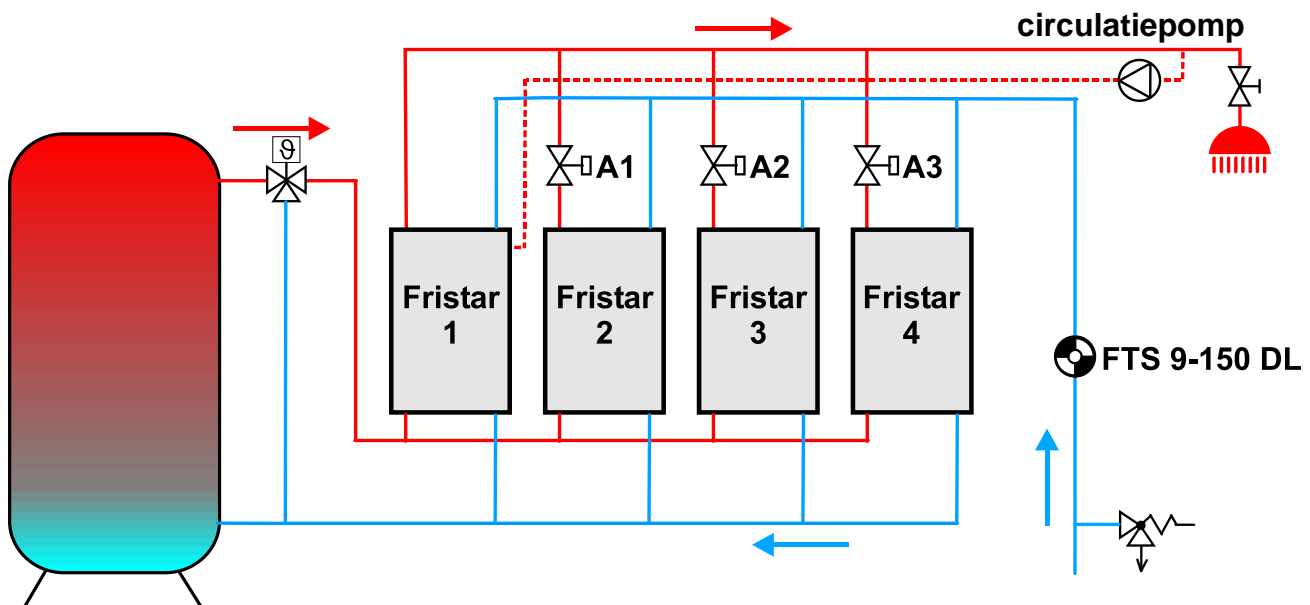 circulatiepomp
ϑ
A1
A2
A3
Fristar
1
Fristar
2
Fristar
3
Fristar
4
FTS 9-150 DL